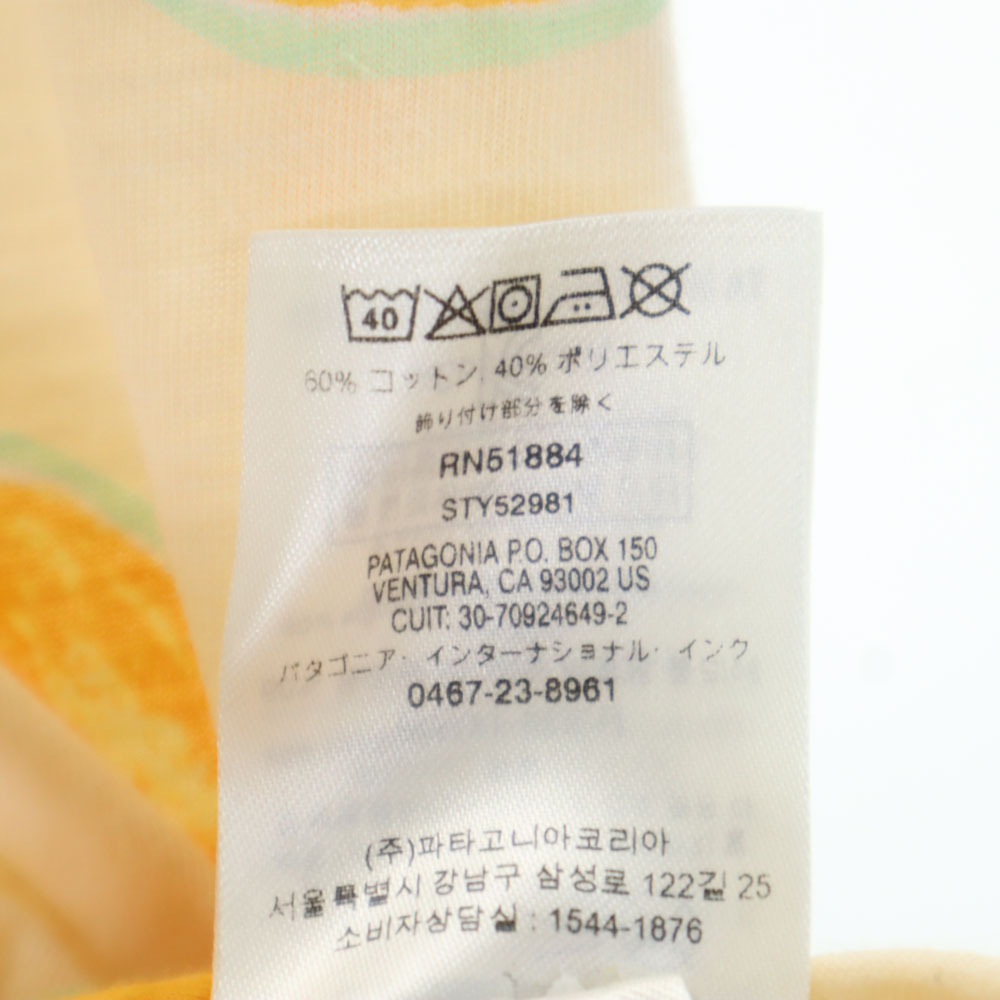 40
60% コットン, 40% ポリエステル
飾り付け部分を除く
RN51884
STY52981
PATAGONIA P.O. BOX 150
VENTURA, CA 93002 US
CUIT: 30-70924649-2
パタゴニア・インターナショナル・インク
0467-23-8961
(주)파타고니아코리아
서울특별시 강남구 삼성로 122길 25
소비자상담실 : 1544-1876